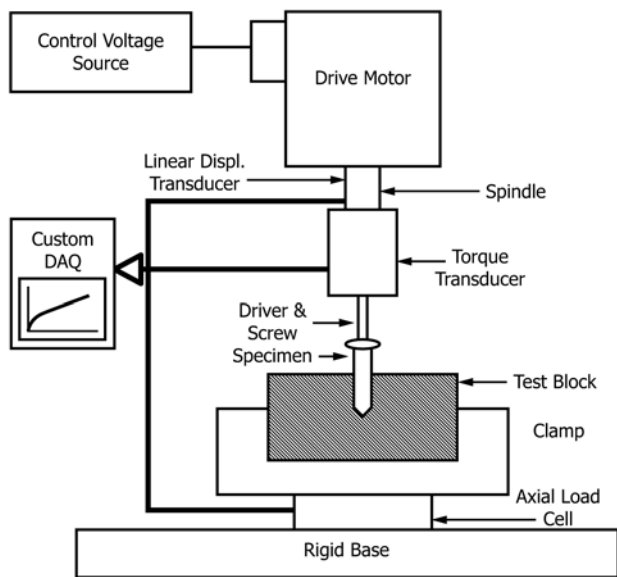 Control Voltage
Source
Drive Motor
Linear Displ.
Transducer
Spindle
Custom
DAQ
Torque
Transducer
Driver &
Screw
Specimen
Test Block
Clamp
Axial Load
Cell
Rigid Base